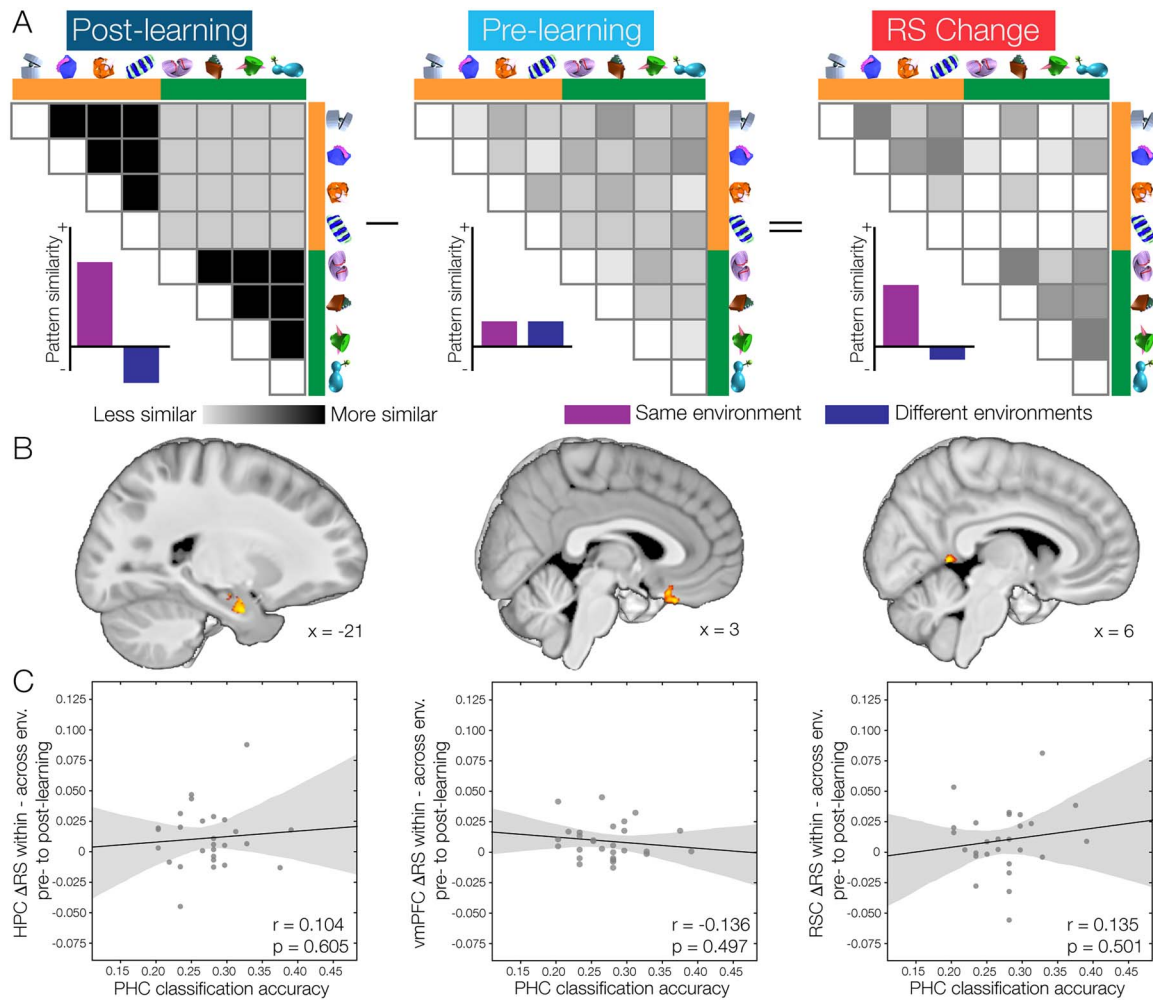 A
Post-learning
Pre-learning
RS Change
Pattern similarity
+
-
Pattern similarity
+
-
Pattern similarity
+
-
Less similar
More similar
Same environment
Different environments
B
x = -21
x = 3
x = 6
C
HPC ΔRS within - across env.
pre- to post-learning
0.125
0.100
0.075
0.050
0.025
0
-0.025
-0.050
-0.075
r = 0.104
p = 0.605
0.15 0.20 0.25 0.30 0.35 0.40 0.45
PHC classification accuracy
vmPFC ΔRS within - across env.
pre- to post-learning
0.125
0.100
0.075
0.050
0.025
0
-0.025
-0.050
-0.075
r = -0.136
p = 0.497
0.15 0.20 0.25 0.30 0.35 0.40 0.45
PHC classification accuracy
RSC ΔRS within - across env.
pre- to post-learning
0.125
0.100
0.075
0.050
0.025
0
-0.025
-0.050
-0.075
r = 0.135
p = 0.501
0.15 0.20 0.25 0.30 0.35 0.40 0.45
PHC classification accuracy